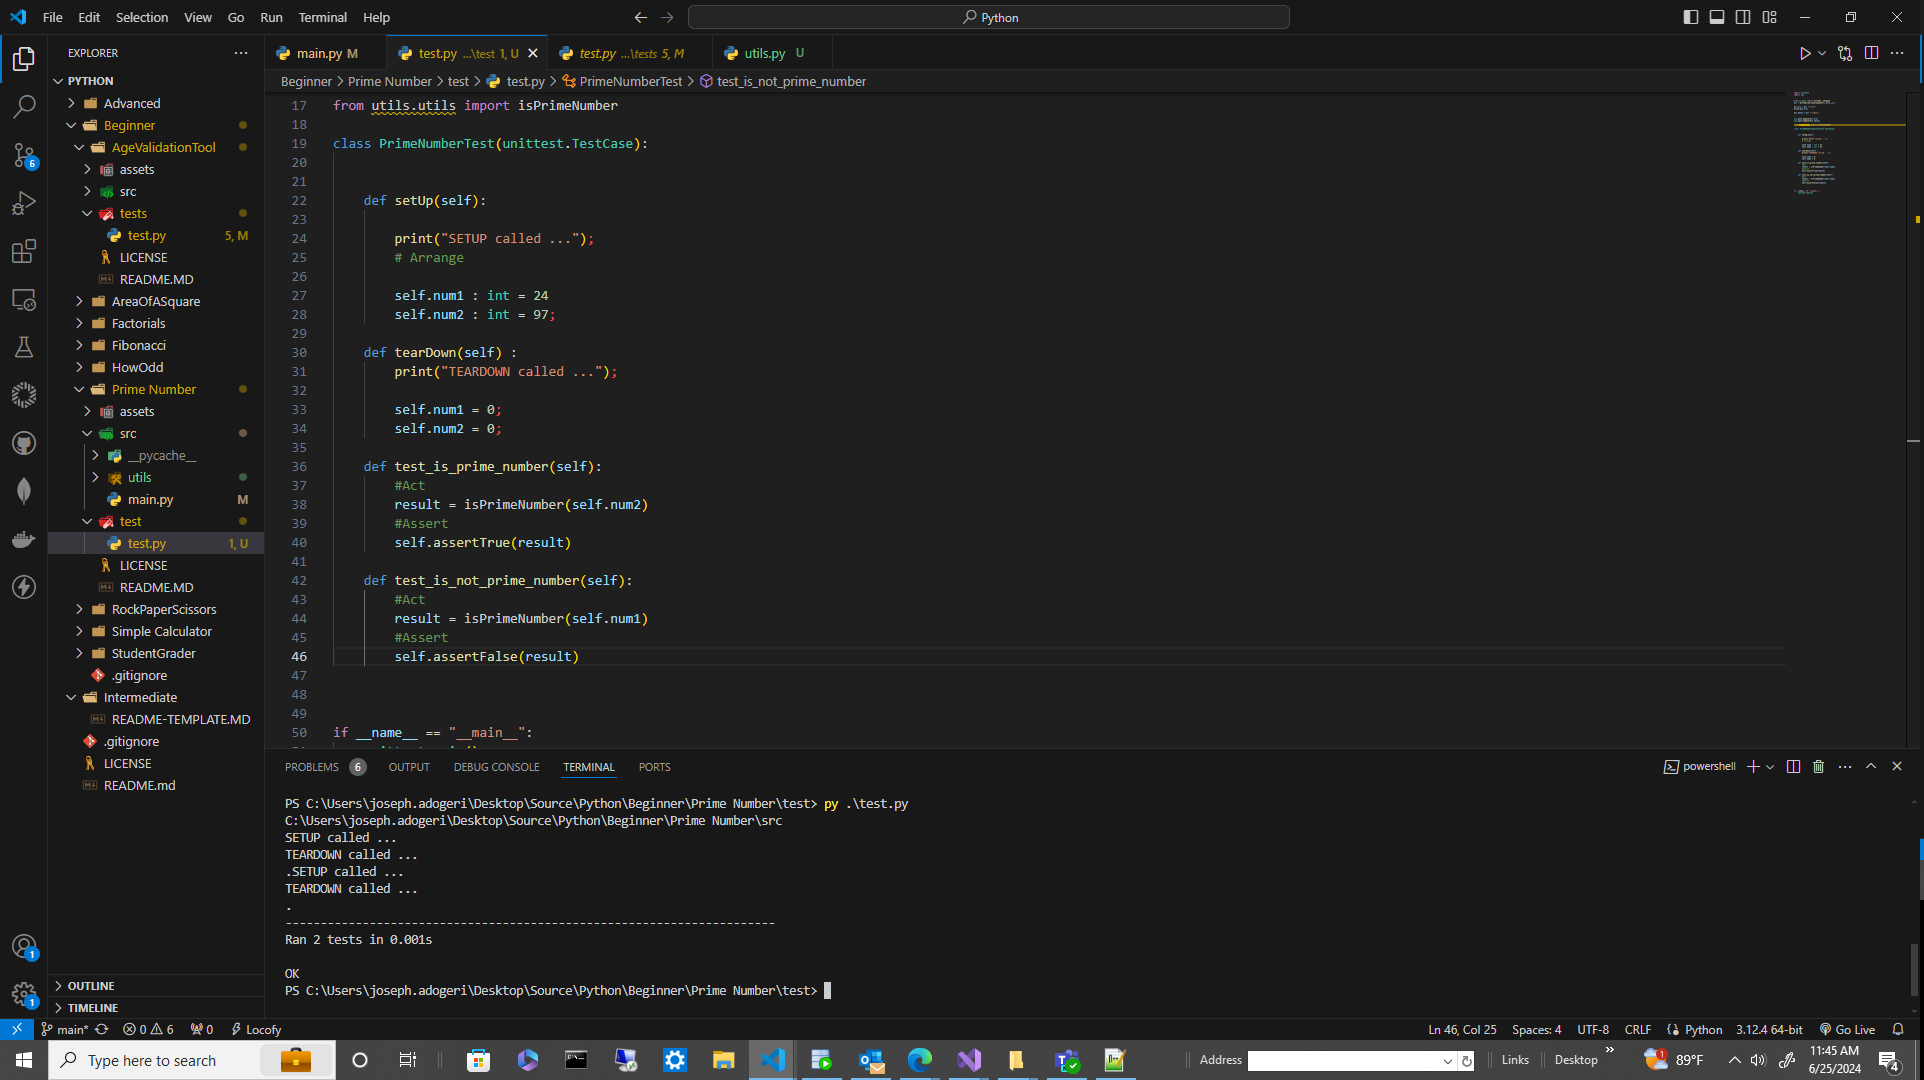 File Edit Selection View Go Run Terminal Help
Python
EXPLORER
PYTHON
Advanced
Beginner
AgeValidationTool
assets
src
tests
test.py 5, M
LICENSE
README.MD
AreaOfASquare
Factorials
Fibonacci
HowOdd
Prime Number
assets
src
__pycache__
utils
main.py M
test
test.py 1, U
LICENSE
README.MD
RockPaperScissors
Simple Calculator
StudentGrader
.gitignore
Intermediate
README-TEMPLATE.MD
.gitignore
LICENSE
README.md
OUTLINE
TIMELINE
6
1
1
main.py M test.py ...\test 1, U test.py ...\tests 5, M utils.py U
Beginner > Prime Number > test > test.py > PrimeNumberTest > test_is_not_prime_number
17 from utils.utils import isPrimeNumber
18
19 class PrimeNumberTest(unittest.TestCase):
20
21
22 def setUp(self):
23
24 print("SETUP called ...");
25 # Arrange
26
27 self.num1 : int = 24
28 self.num2 : int = 97;
29
30 def tearDown(self) :
31 print("TEARDOWN called ...");
32
33 self.num1 = 0;
34 self.num2 = 0;
35
36 def test_is_prime_number(self):
37 #Act
38 result = isPrimeNumber(self.num2)
39 #Assert
40 self.assertTrue(result)
41
42 def test_is_not_prime_number(self):
43 #Act
44 result = isPrimeNumber(self.num1)
45 #Assert
46 self.assertFalse(result)
47
48
49
50 if __name__ == "__main__":
PROBLEMS 6 OUTPUT DEBUG CONSOLE TERMINAL PORTS
powershell
PS C:\Users\joseph.adogeri\Desktop\Source\Python\Beginner\Prime Number\test> py .\test.py
C:\Users\joseph.adogeri\Desktop\Source\Python\Beginner\Prime Number\src
SETUP called ...
TEARDOWN called ...
.SETUP called ...
TEARDOWN called ...
.
----------------------------------------------------------------------
Ran 2 tests in 0.001s
OK
PS C:\Users\joseph.adogeri\Desktop\Source\Python\Beginner\Prime Number\test>
main* 0 6 0 Locofy
Ln 46, Col 25 Spaces: 4 UTF-8 CRLF Python 3.12.4 64-bit Go Live
Type here to search
Address
Links
Desktop
1
89°F
11:45 AM
6/25/2024
4